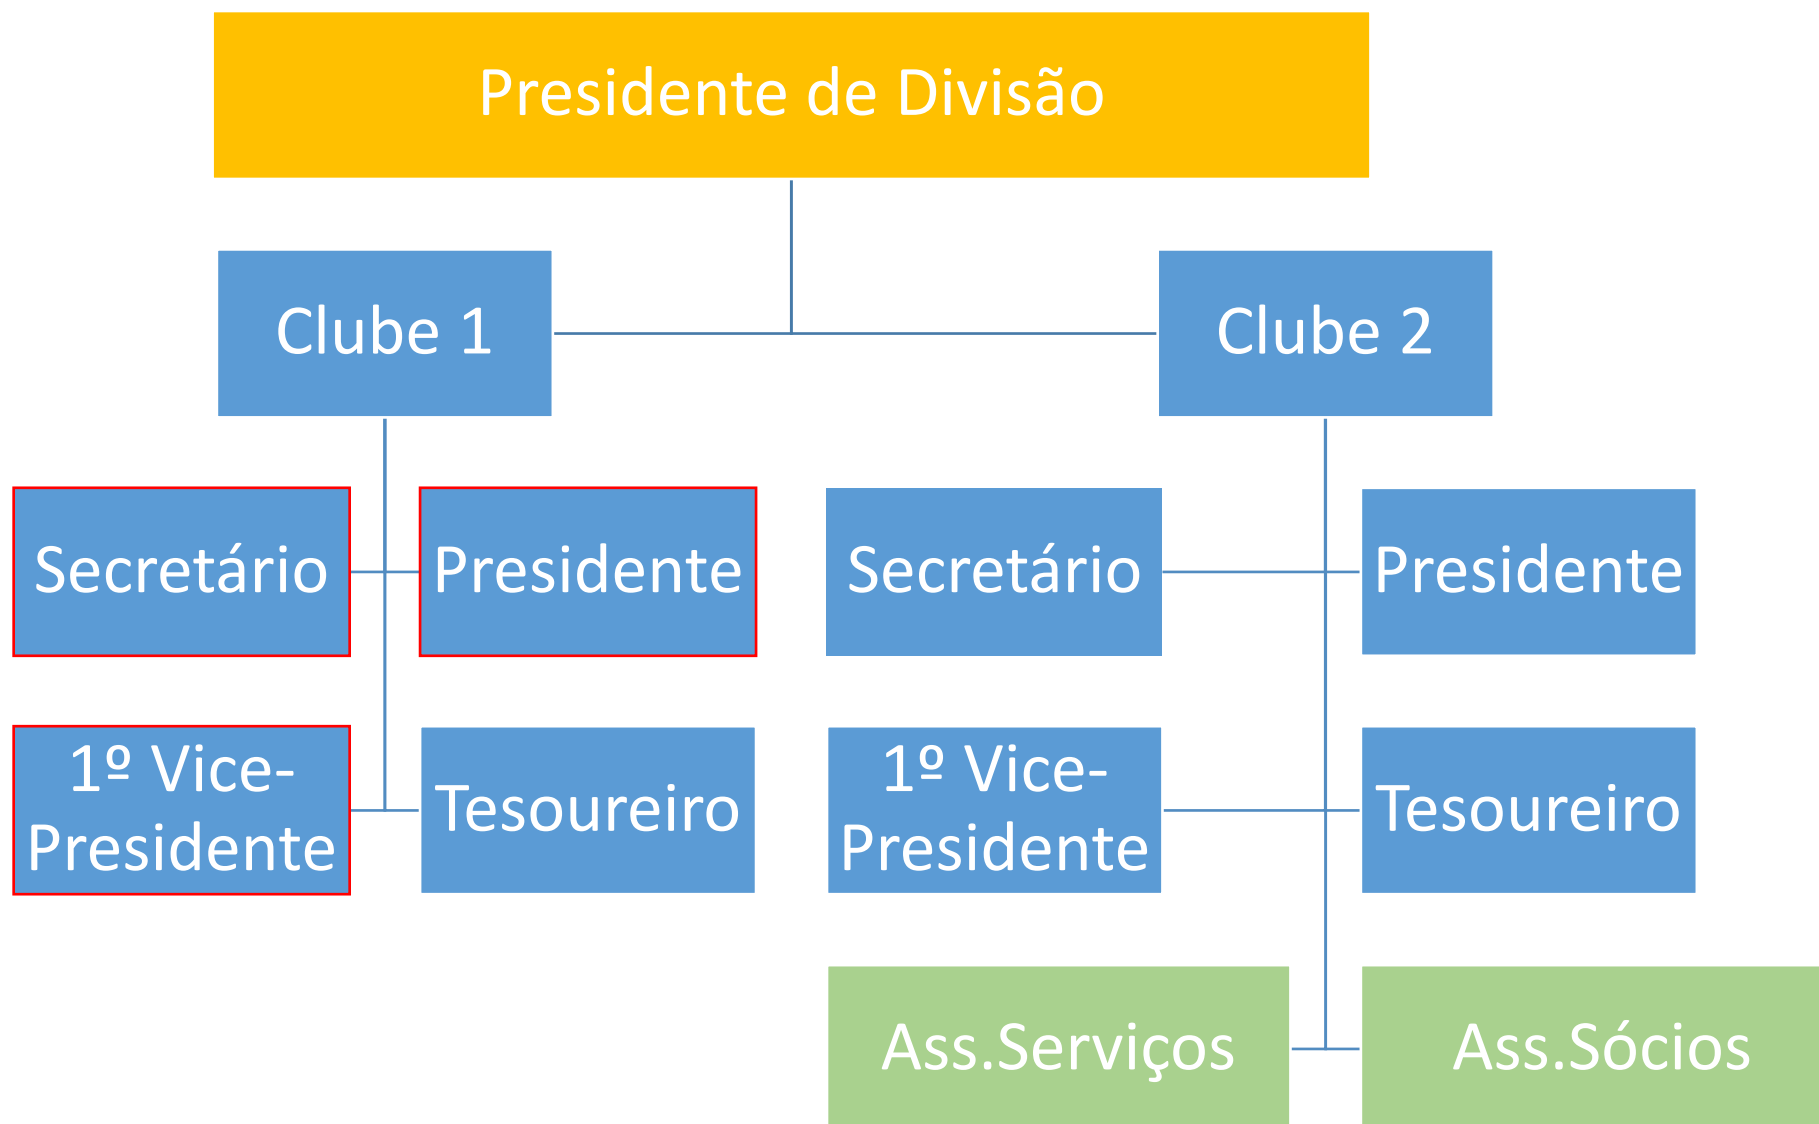 Presidente de Divisão
Clube 1
Clube 2
Secretário
Presidente
Secretário
Presidente
1º Vice-
Presidente
Tesoureiro
1º Vice-
Presidente
Tesoureiro
Ass.Serviços
Ass.Sócios